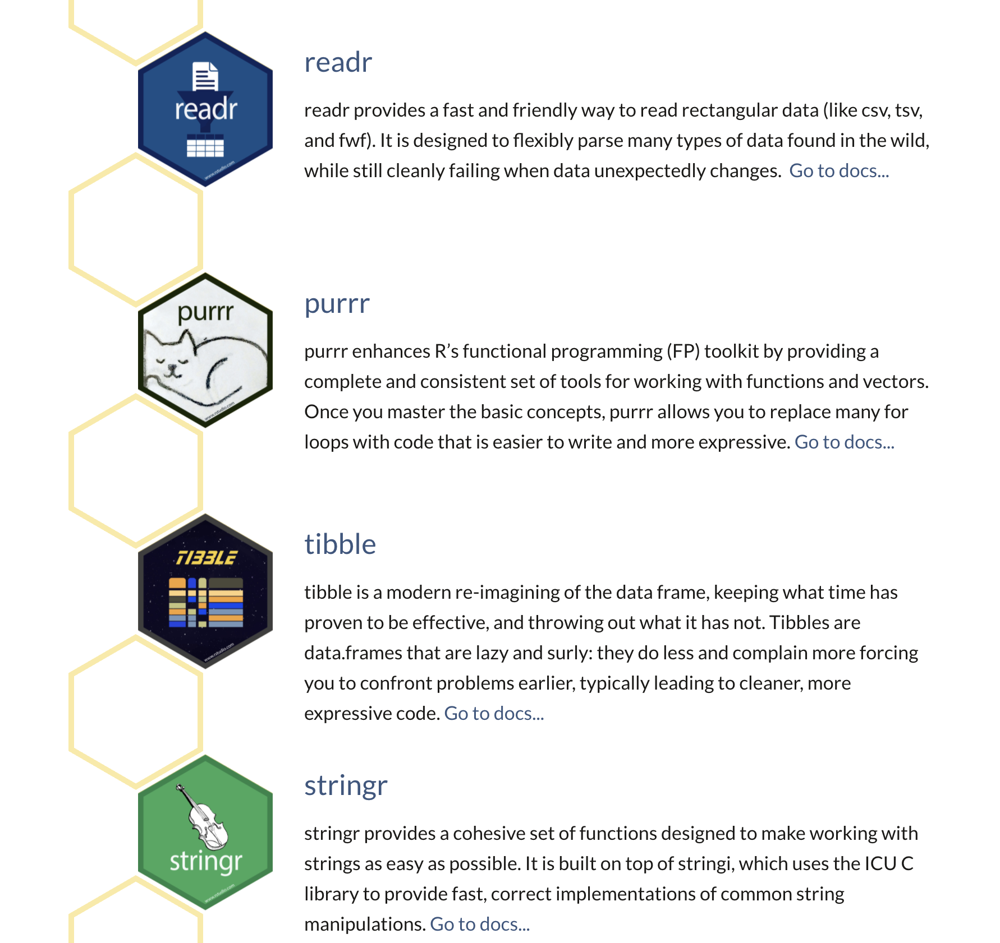 readr
readr
readr provides a fast and friendly way to read rectangular data (like csv, tsv,
and fwf). It is designed to flexibly parse many types of data found in the wild,
while still cleanly failing when data unexpectedly changes.  Go to docs...
www.rstudio.com
purrr
purrr
purrr enhances R’s functional programming (FP) toolkit by providing a
complete and consistent set of tools for working with functions and vectors.
Once you master the basic concepts, purrr allows you to replace many for
loops with code that is easier to write and more expressive. Go to docs...
www.rstudio.com
TIBBLE
tibble
tibble is a modern re-imagining of the data frame, keeping what time has
proven to be effective, and throwing out what it has not. Tibbles are
data.frames that are lazy and surly: they do less and complain more forcing
you to confront problems earlier, typically leading to cleaner, more
expressive code. Go to docs...
www.rstudio.com
stringr
stringr
stringr provides a cohesive set of functions designed to make working with
strings as easy as possible. It is built on top of stringi, which uses the ICU C
library to provide fast, correct implementations of common string
manipulations. Go to docs...
www.rstudio.com